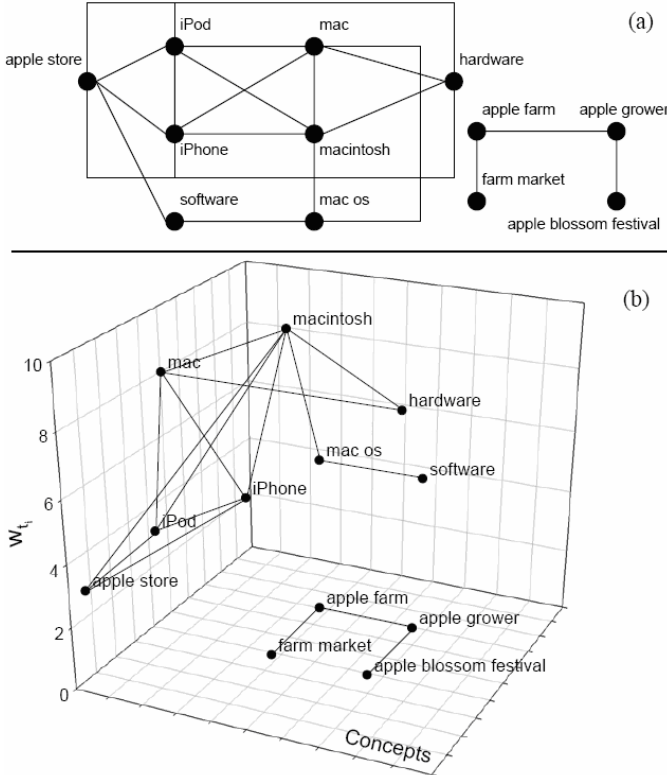 (a)
iPod
mac
apple store
hardware
apple farm
apple grower
iPhone
macintosh
farm market
software
mac os
apple blossom festival
(b)
macintosh
10
mac
hardware
8
mac os
software
iPhone
6
iPod
w_{t_i}
4
apple store
apple farm
apple grower
2
farm market
apple blossom festival
0
Concepts